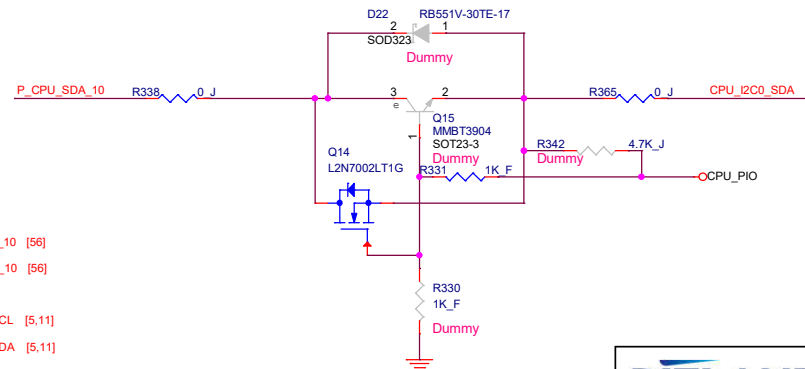 D22 RB551V-30TE-17
2 1
SOD323
Dummy
P_CPU_SDA_10 R338 0_J 3 2 R365 0_J CPU_I2C0_SDA
e
Q15
MMBT3904
SOT23-3
1
Dummy
R342 4.7K_J
Dummy
Q14
L2N7002LT1G
R331 1K_F
CPU_PIO
_10 [56]
_10 [56]
R330
1K_F
Dummy
CL [5,11]
DA [5,11]